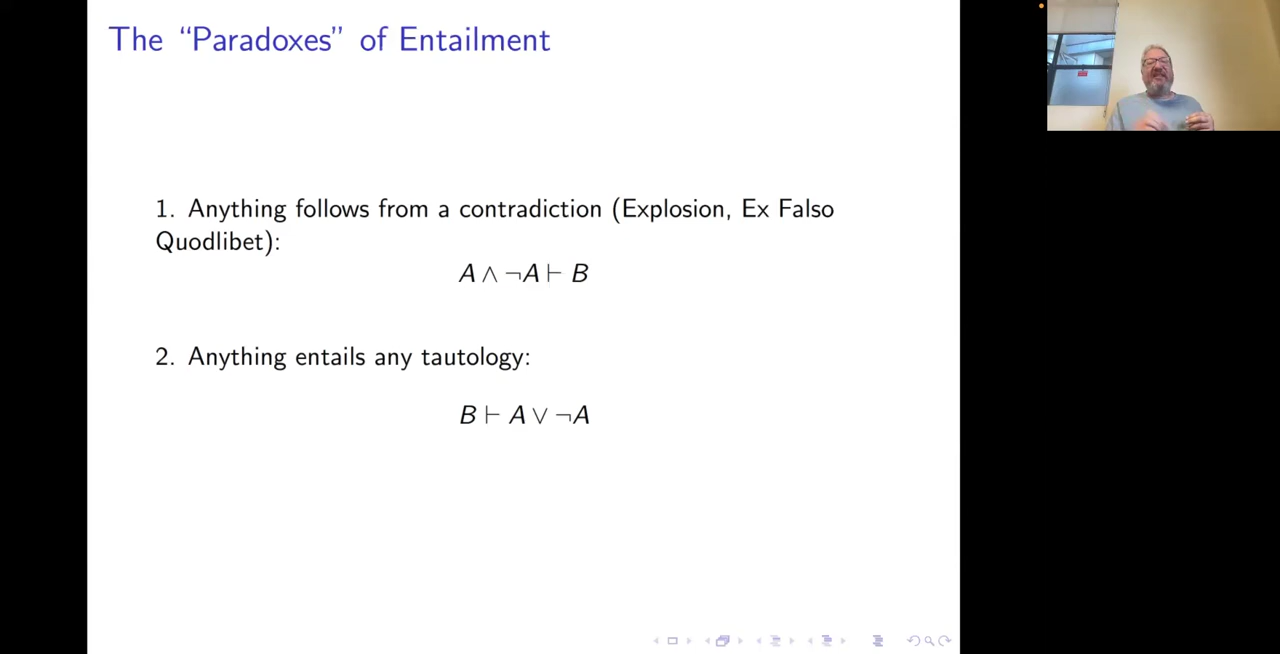 The “Paradoxes” of Entailment
1. Anything follows from a contradiction (Explosion, Ex Falso
Quodlibet):
A ∧ ¬A ⊢ B
2. Anything entails any tautology:
B ⊢ A ∨ ¬A